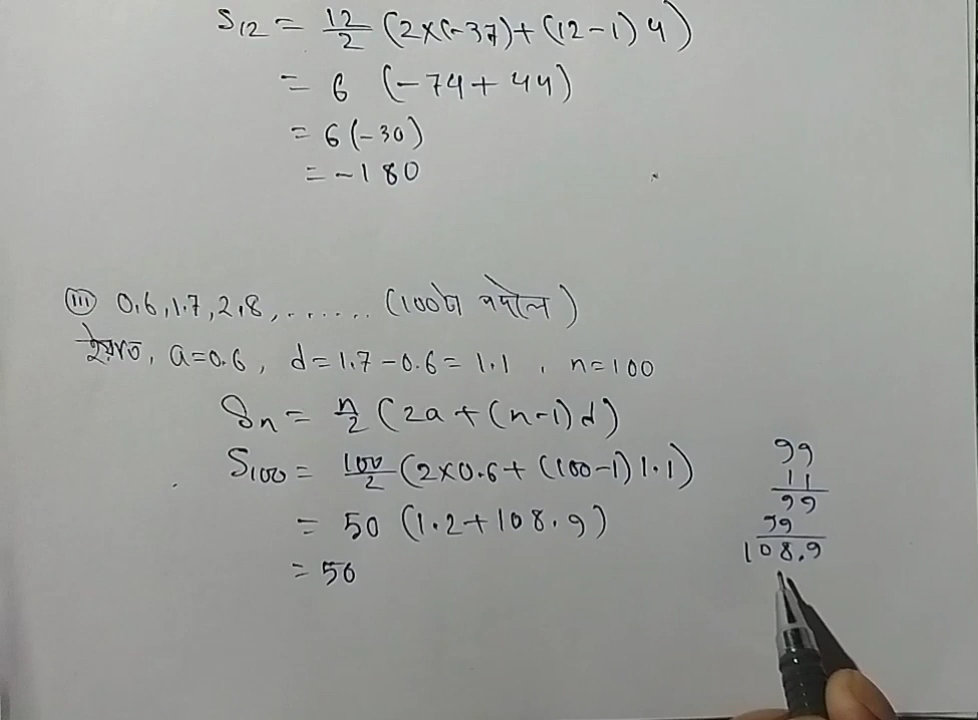 S12 = 12/2 (2×(-37)+(12-1)4)
= 6 (-74+44)
= 6(-30)
= -180
(iii) 0.6, 1.7, 2.8, ....... (100টা পদলৈ)
ইয়াত, a=0.6, d=1.7-0.6=1.1, n=100
Sn = n/2 (2a+(n-1)d)
S100 = 100/2 (2×0.6+(100-1)1.1)
= 50 (1.2+108.9)
= 50
99
11
99
99
108.9